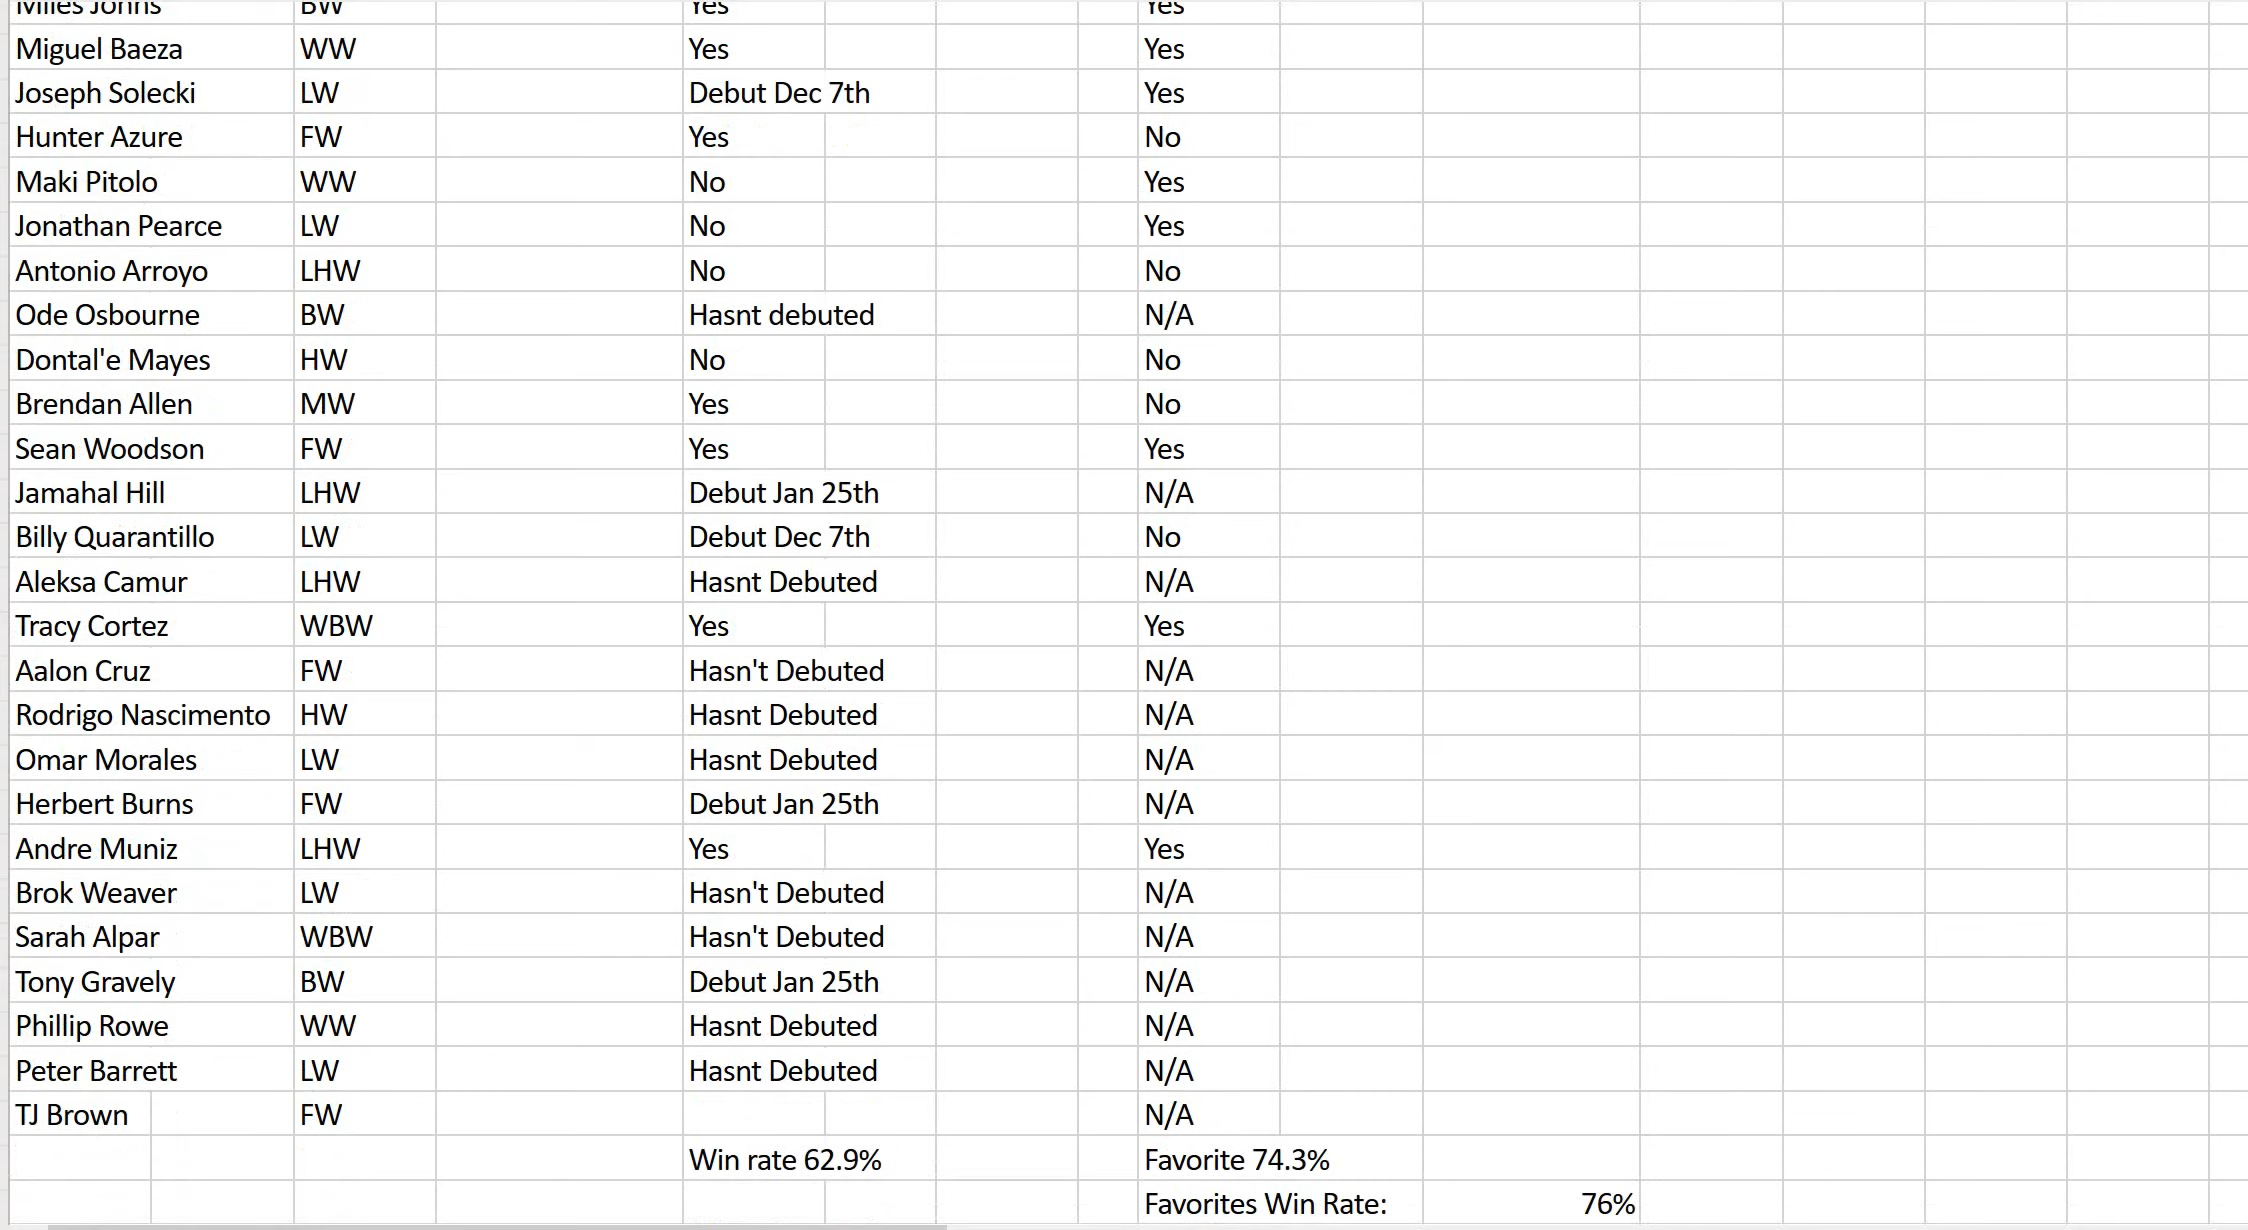 Miles Johns BW Yes Yes
Miguel Baeza WW Yes Yes
Joseph Solecki LW Debut Dec 7th Yes
Hunter Azure FW Yes No
Maki Pitolo WW No Yes
Jonathan Pearce LW No Yes
Antonio Arroyo LHW No No
Ode Osbourne BW Hasnt debuted N/A
Dontal'e Mayes HW No No
Brendan Allen MW Yes No
Sean Woodson FW Yes Yes
Jamahal Hill LHW Debut Jan 25th N/A
Billy Quarantillo LW Debut Dec 7th No
Aleksa Camur LHW Hasnt Debuted N/A
Tracy Cortez WBW Yes Yes
Aalon Cruz FW Hasn't Debuted N/A
Rodrigo Nascimento HW Hasnt Debuted N/A
Omar Morales LW Hasnt Debuted N/A
Herbert Burns FW Debut Jan 25th N/A
Andre Muniz LHW Yes Yes
Brok Weaver LW Hasn't Debuted N/A
Sarah Alpar WBW Hasn't Debuted N/A
Tony Gravely BW Debut Jan 25th N/A
Phillip Rowe WW Hasnt Debuted N/A
Peter Barrett LW Hasnt Debuted N/A
TJ Brown FW N/A
Win rate 62.9% Favorite 74.3%
Favorites Win Rate: 76%